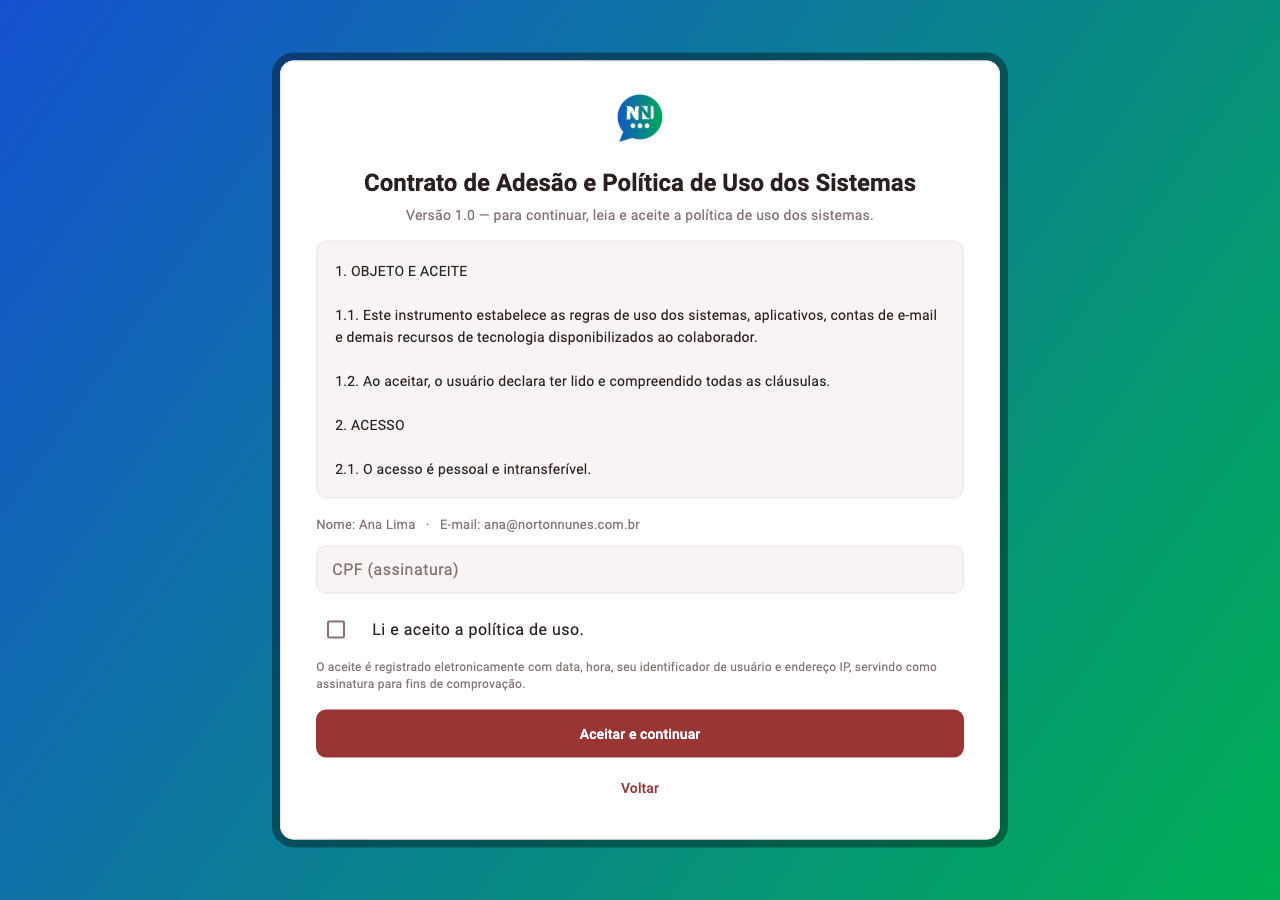 NN
Contrato de Adesão e Política de Uso dos Sistemas
Versão 1.0 — para continuar, leia e aceite a política de uso dos sistemas.
1. OBJETO E ACEITE
1.1. Este instrumento estabelece as regras de uso dos sistemas, aplicativos, contas de e-mail
e demais recursos de tecnologia disponibilizados ao colaborador.
1.2. Ao aceitar, o usuário declara ter lido e compreendido todas as cláusulas.
2. ACESSO
2.1. O acesso é pessoal e intransferível.
Nome: Ana Lima · E-mail: ana@nortonnunes.com.br
CPF (assinatura)
Li e aceito a política de uso.
O aceite é registrado eletronicamente com data, hora, seu identificador de usuário e endereço IP, servindo como
assinatura para fins de comprovação.
Aceitar e continuar
Voltar